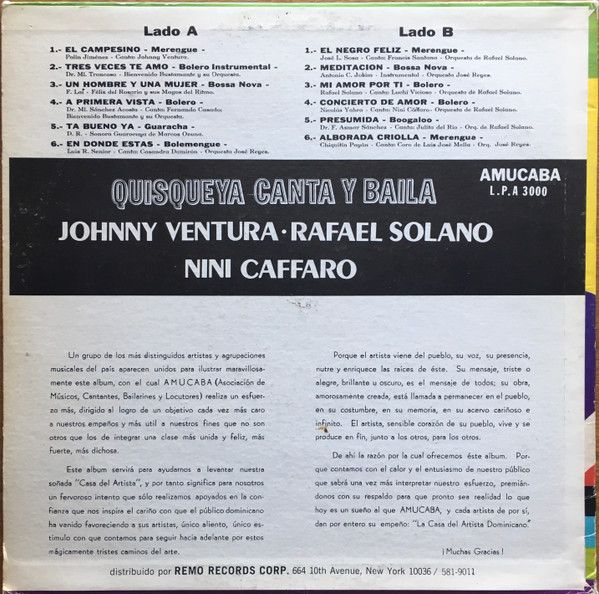 Lado A
1.- EL CAMPESINO - Merengue -
Polín Jiménez - Canta: Johnny Ventura.
2.- TRES VECES TE AMO - Bolero Instrumental -
Dr. Ml. Troncoso - Bienvenido Bustamante y su Orquesta.
3.- UN HOMBRE Y UNA MUJER - Bossa Nova -
F. Lai - Félix del Rosario y sus Magos del Ritmo.
4.- A PRIMERA VISTA - Bolero -
Dr. Ml. Sánchez Acosta - Canta: Fernando Casado:
Bienvenido Bustamante y su Orquesta.
5.- TA BUENO YA - Guaracha -
D. R. - Sonora Guaracuego de Marcos Osuna.
6.- EN DONDE ESTAS - Bolemengue -
Luis R. Senior - Canta: Casandra Damirón - Orquesta José Reyes.
Lado B
1.- EL NEGRO FELIZ - Merengue -
José L. Sosa - Canta: Francis Santana - Orquesta de Rafael Solano.
2.- MEDITACION - Bossa Nova -
Antonio C. Jobín - Instrumental - Orquesta José Reyes.
3.- MI AMOR POR TI - Bolero -
Rafael Solano - Canta: Luchi Vicioso - Orquesta de Rafael Solano.
4.- CONCIERTO DE AMOR - Bolero -
Nicolás Yabra - Canta: Nini Cáffaro - Orquesta de Rafael Solano.
5.- PRESUMIDA - Boogaloo -
Dr. F. Asmar Sánchez - Canta: Julito del Río - Orq. de Rafael Solano.
6.- ALBORADA CRIOLLA - Merengue -
Chiquitín Payán - Canta: Coro de Luis José Mella - Orq. José Reyes.
QUISQUEYA CANTA Y BAILA
AMUCABA
L.P.A 3000
JOHNNY VENTURA · RAFAEL SOLANO
NINI CAFFARO
Un grupo de los más distinguidos artistas y agrupaciones
musicales del país aparecen unidos para ilustrar maravillosa-
mente este album, con el cual AMUCABA (Asociación de
Músicos, Cantantes, Bailarines y Locutores) realiza un esfuer-
zo más, dirigido al logro de un objetivo cada vez más caro
a nuestros empeños y más util a nuestros fines que no son
otros que los de integrar una clase más unida y feliz, más
fuerte, más dichosa.
Este album servirá para ayudarnos a levantar nuestra
soñada "Casa del Artista", y por tanto significa para nosotros
un fervoroso intento que sólo realizamos apoyados en la con-
fianza que nos inspira el cariño con que el público dominicano
ha venido favoreciendo a sus artistas, único aliento, único es-
tímulo con que contamos para seguir hacia adelante por estos
mágicamente tristes caminos del arte.
Porque el artista viene del pueblo, su voz, su presencia,
nutre y enriquece las raíces de éste. Su mensaje, triste o
alegre, brillante u oscuro, es el mensaje de todos; su obra,
amorosamente creada, está llamada a permanecer en el pueblo,
en su costumbre, en su memoria, en su acervo cariñoso e
infinito. El artista, sensible corazón de su pueblo, vive y se
produce en fín, junto a los otros, para los otros.
De ahí la razón por la cual ofrecemos éste album. Por-
que contamos con el calor y el entusiasmo de nuestro público
que sabrá una vez más interpretar nuestro esfuerzo, premián-
donos con su respaldo para que pronto sea realidad lo que
hoy es un sueño al que AMUCABA, y cada artista de por sí,
dan por entero su empeño: "La Casa del Artista Dominicano".
¡Muchas Gracias!
distribuido por REMO RECORDS CORP. 664 10th Avenue, New York 10036 / 581-9011